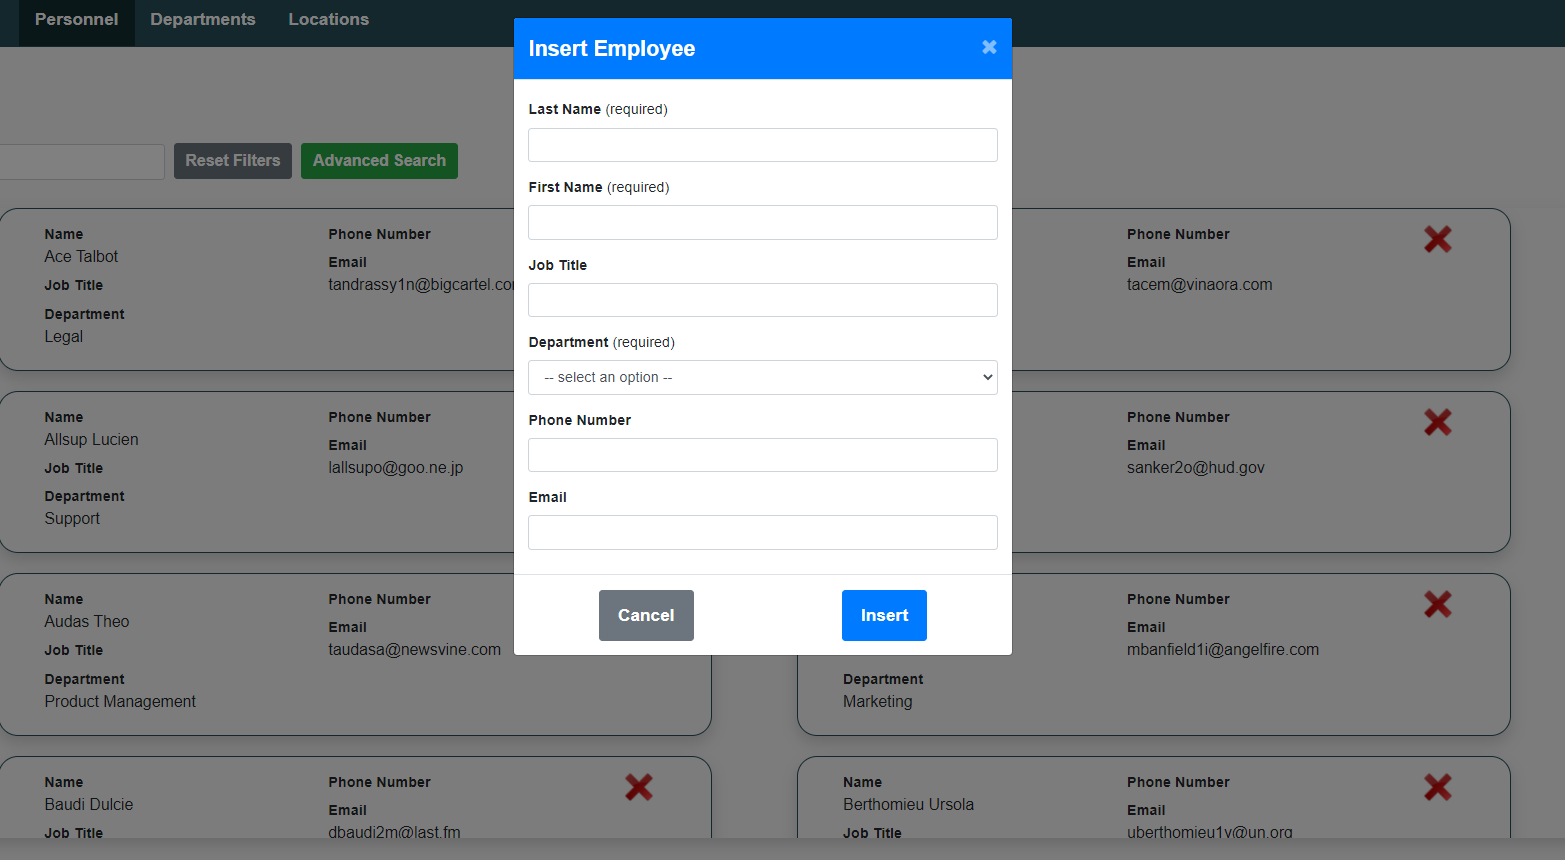 Personnel Departments Locations
Insert Employee
Last Name (required)
First Name (required)
Job Title
Department (required)
-- select an option --
Phone Number
Email
Cancel Insert
Reset Filters Advanced Search
Name Phone Number
Ace Talbot Email
Job Title tandrassy1n@bigcartel.co
Department
Legal
Phone Number
Email
tacem@vinaora.com
Name Phone Number
Allsup Lucien Email
Job Title lallsupo@goo.ne.jp
Department
Support
Phone Number
Email
sanker2o@hud.gov
Name Phone Number
Audas Theo Email
Job Title taudasa@newsvine.com
Department
Product Management
Phone Number
Email
mbanfield1i@angelfire.com
Department
Marketing
Name Phone Number
Baudi Dulcie Email
Job Title dbaudi2m@last.fm
Name Phone Number
Berthomieu Ursola Email
Job Title uberthomieu1y@un.org